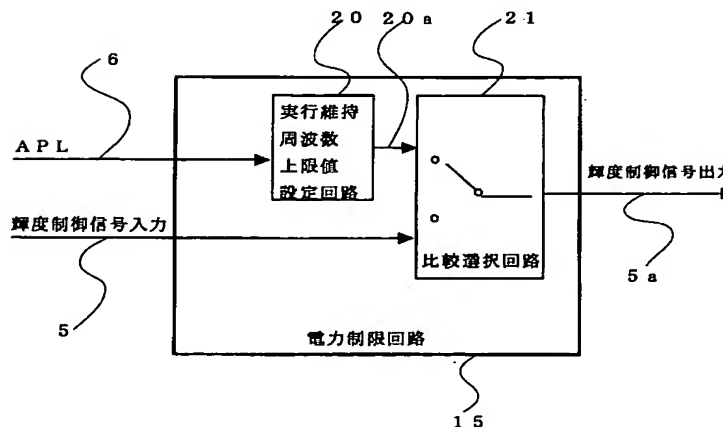 ２０ ２０ａ ２１
６
実行維持
周波数
上限値
設定回路
ＡＰＬ
輝度制御信号出力
輝度制御信号入力
比較選択回路
５ａ
５
電力制限回路
１５